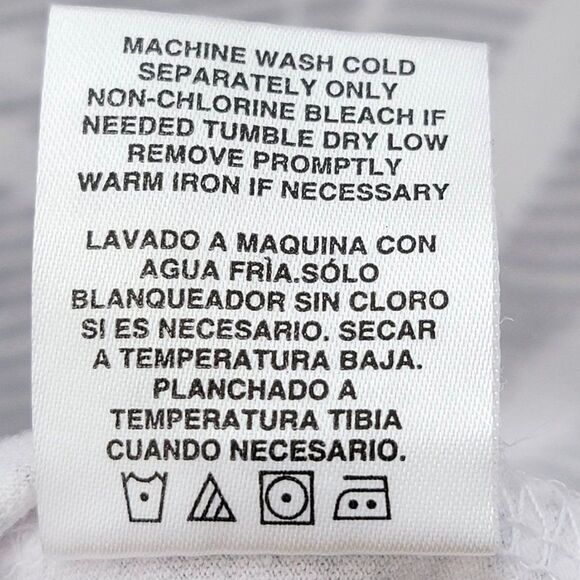 MACHINE WASH COLD
SEPARATELY ONLY
NON-CHLORINE BLEACH IF
NEEDED TUMBLE DRY LOW
REMOVE PROMPTLY
WARM IRON IF NECESSARY
LAVADO A MAQUINA CON
AGUA FRÌA.SÓLO
BLANQUEADOR SIN CLORO
SI ES NECESARIO. SECAR
A TEMPERATURA BAJA.
PLANCHADO A
TEMPERATURA TIBIA
CUANDO NECESARIO.